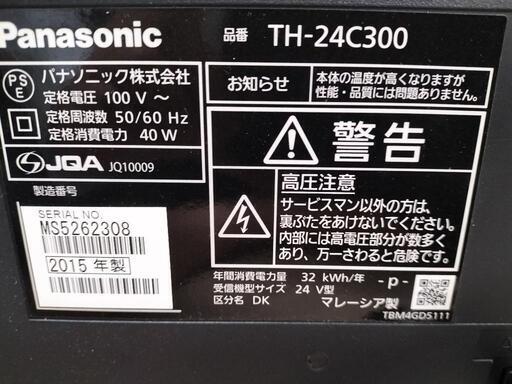 Panasonic
品番 TH-24C300
PS
E
パナソニック株式会社
定格電圧 100 V ～
定格周波数 50/60 Hz
定格消費電力 40 W
JQA JQ10009
製造番号
SERIAL NO.
MS5262308
2015 年製
お知らせ
本体の温度が高くなりますが
性能・品質には問題ありません。
警告
高圧注意
サービスマン以外の方は、
裏ぶたをあけないでください。
内部には高電圧部分が数多く
あり、万一さわると危険です。
年間消費電力量 32 kWh/年
受信機型サイズ 24 V型
区分名 DK
- p -
マレーシア製
TBM4GD5111